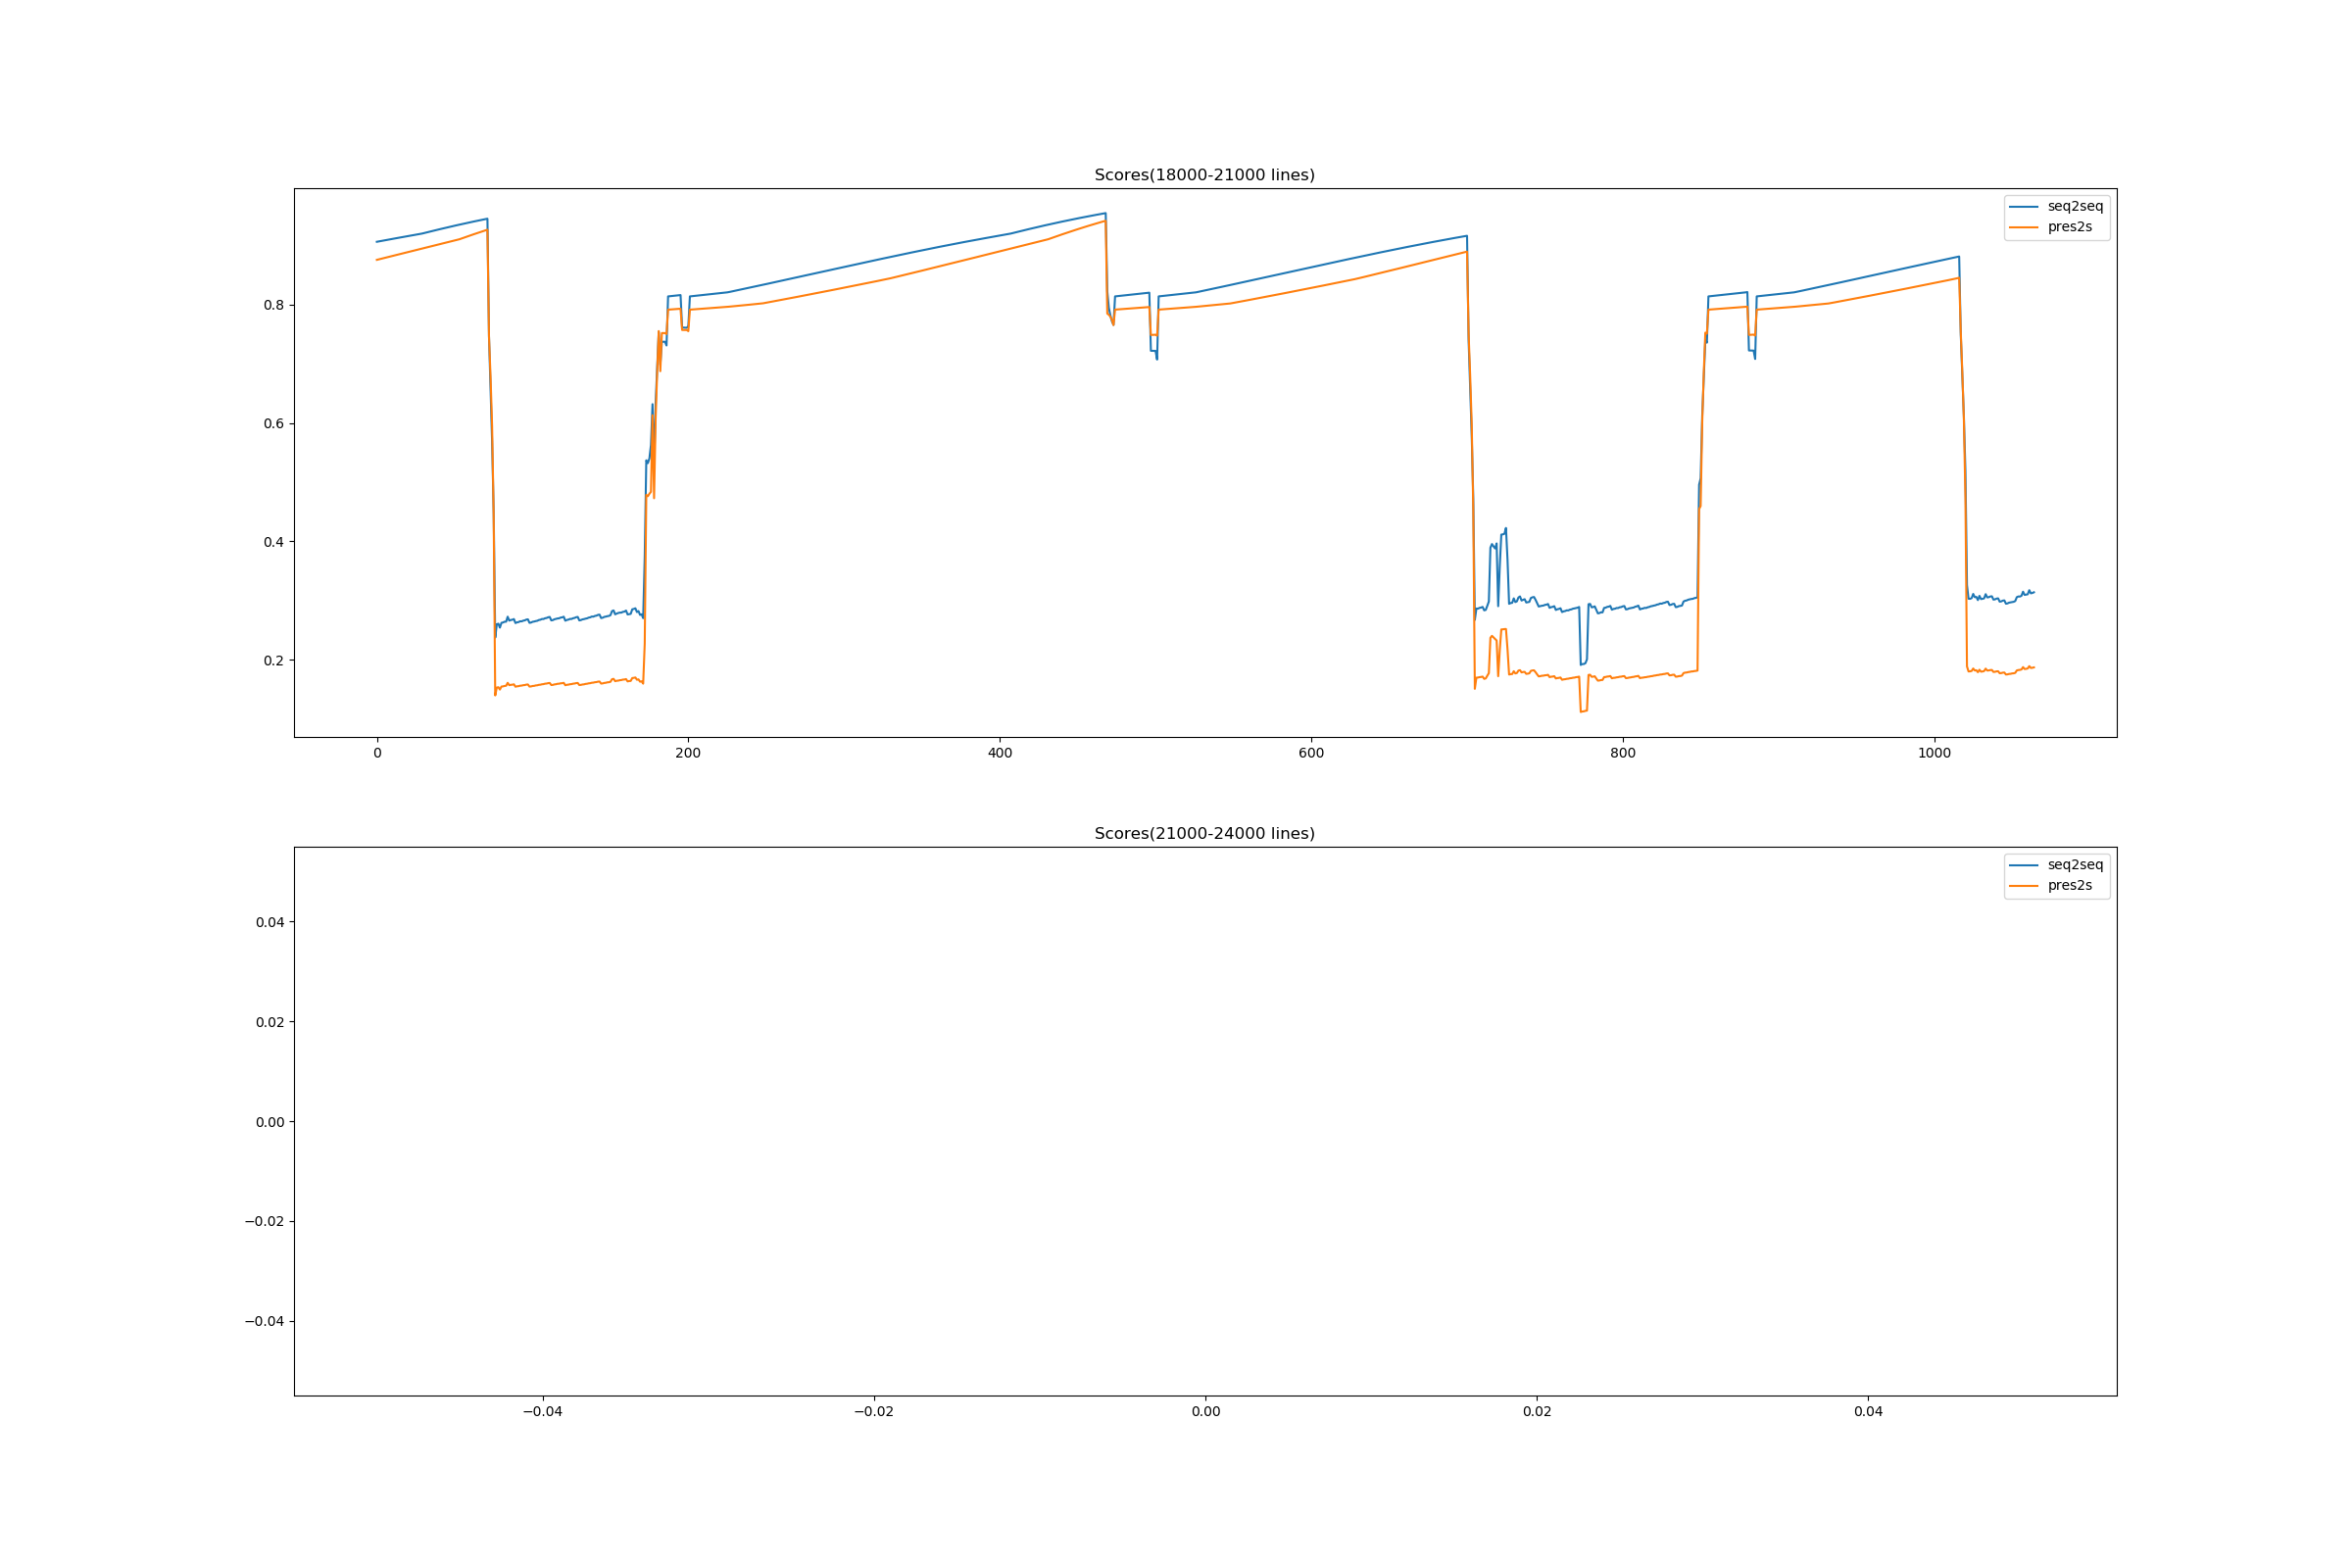 Scores(18000-21000 lines)
seq2seq
pres2s
0.8
0.6
0.4
0.2
0 200 400 600 800 1000
Scores(21000-24000 lines)
seq2seq
pres2s
0.04
0.02
0.00
−0.02
−0.04
−0.04 −0.02 0.00 0.02 0.04